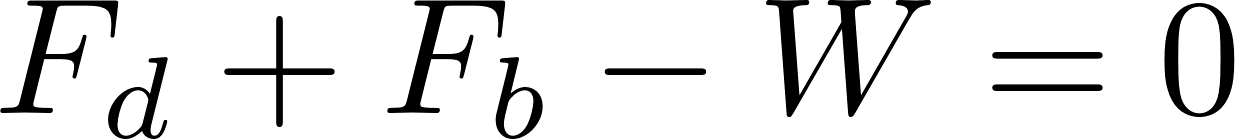 F_d + F_b − W = 0